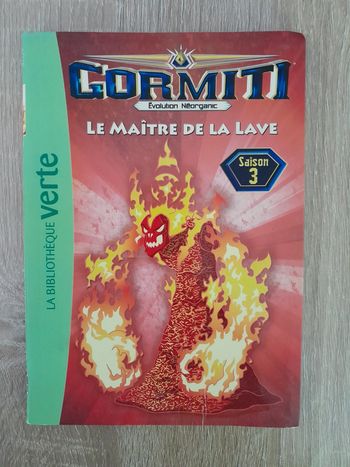 GORMITI
Évolution Néorganic
LE MAÎTRE DE LA LAVE
Saison
3
LA BIBLIOTHÈQUE verte